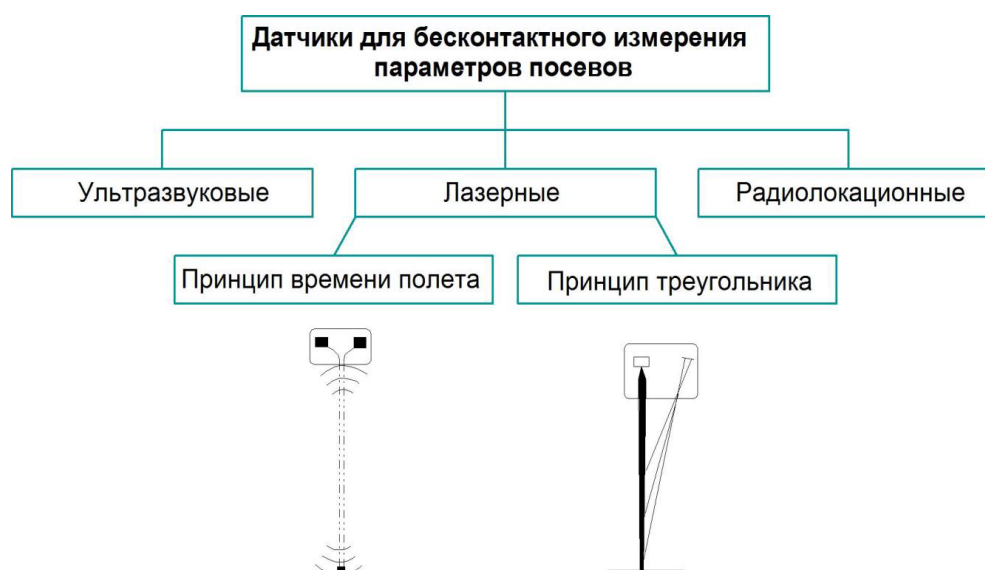 Датчики для бесконтактного измерения
параметров посевов
Ультразвуковые
Лазерные
Радиолокационные
Принцип времени полета
Принцип треугольника